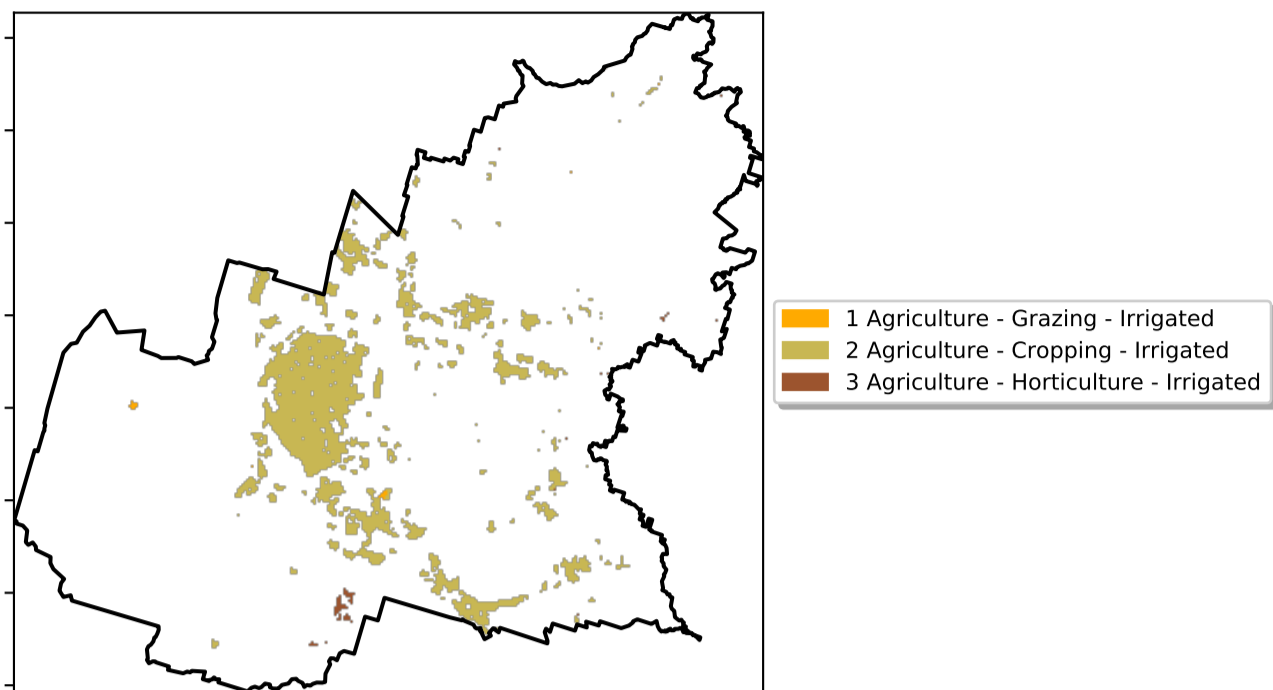 1 Agriculture - Grazing - Irrigated
2 Agriculture - Cropping - Irrigated
3 Agriculture - Horticulture - Irrigated